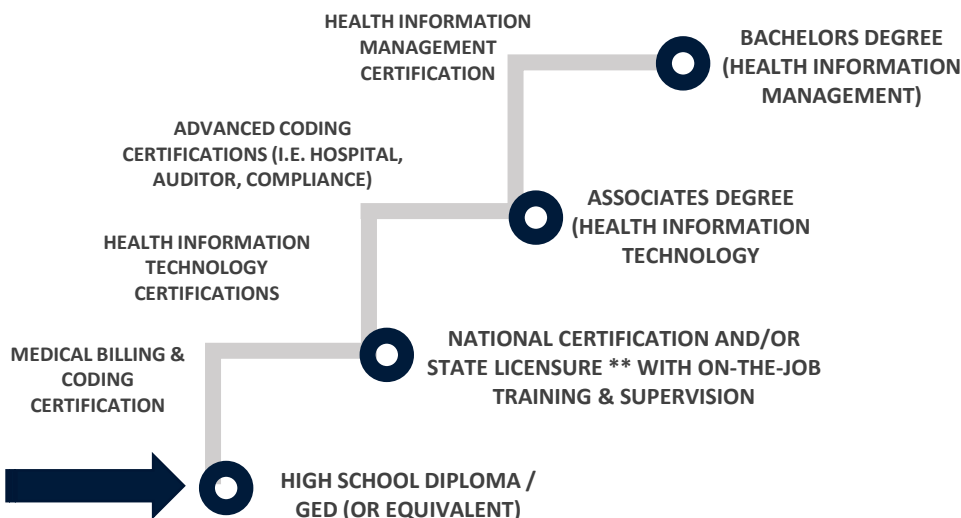 HEALTH INFORMATION
MANAGEMENT
CERTIFICATION
BACHELORS DEGREE
(HEALTH INFORMATION
MANAGEMENT)
ADVANCED CODING
CERTIFICATIONS (I.E. HOSPITAL,
AUDITOR, COMPLIANCE)
ASSOCIATES DEGREE
(HEALTH INFORMATION
TECHNOLOGY
HEALTH INFORMATION
TECHNOLOGY
CERTIFICATIONS
NATIONAL CERTIFICATION AND/OR
STATE LICENSURE ** WITH ON-THE-JOB
TRAINING & SUPERVISION
MEDICAL BILLING &
CODING
CERTIFICATION
HIGH SCHOOL DIPLOMA /
GED (OR EQUIVALENT)